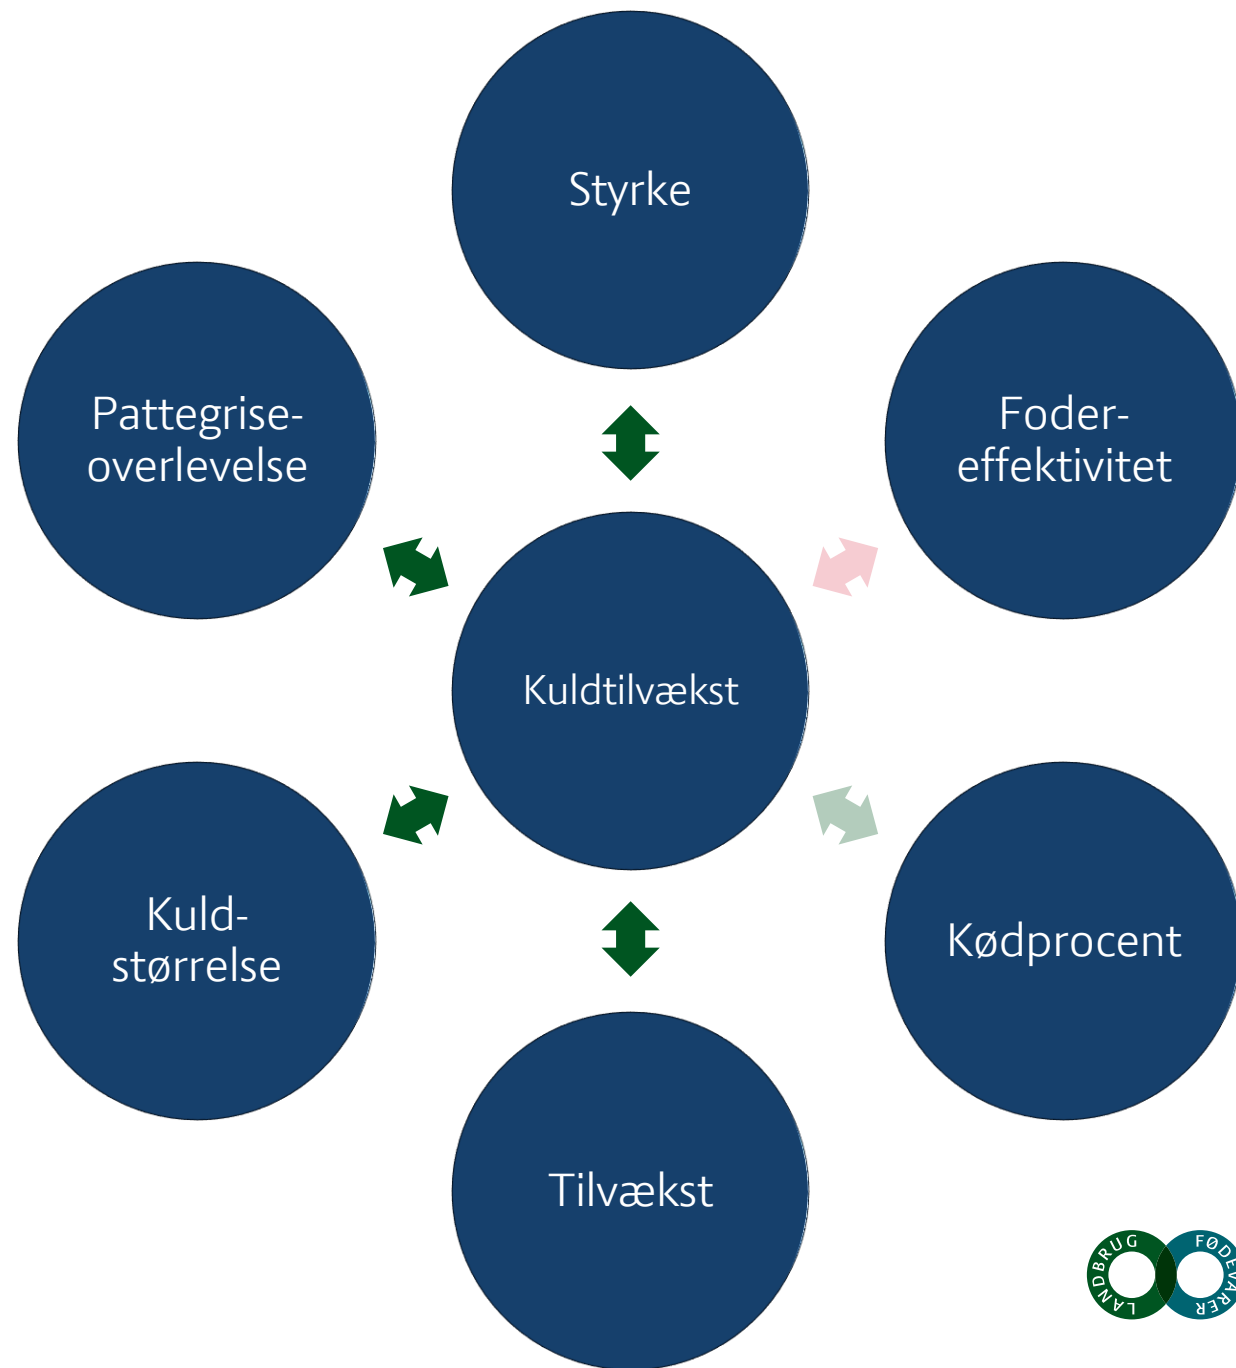 Styrke
Pattegrise-
overlevelse
Foder-
effektivitet
Kuldtilvækst
Kuld-
størrelse
Kødprocent
Tilvækst
LANDBRUG
FØDEVARER